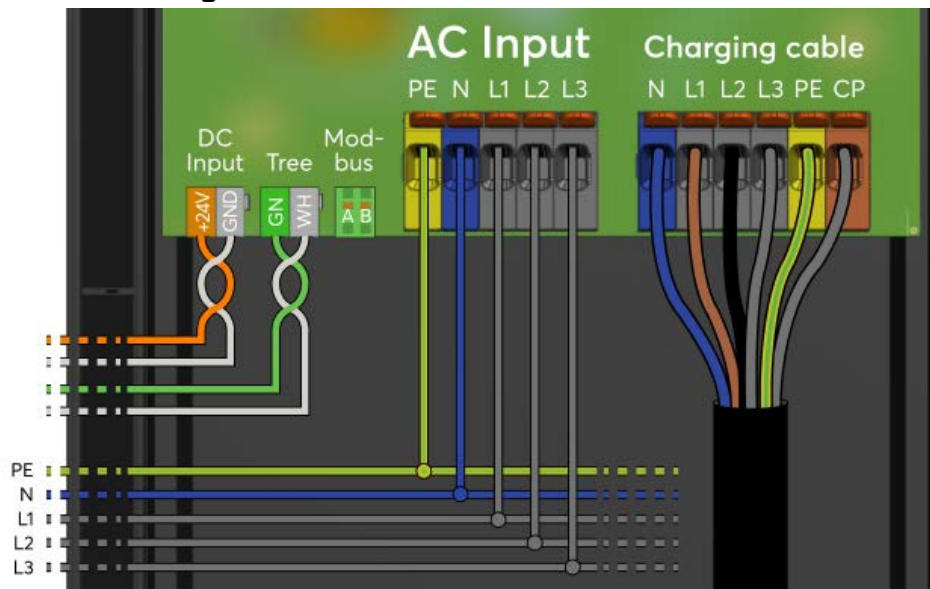 AC Input
Charging cable
PE N L1 L2 L3
N L1 L2 L3 PE CP
DC
Input
Tree
Mod-
bus
+24V
GND
GN
WH
A B
PE
N
L1
L2
L3